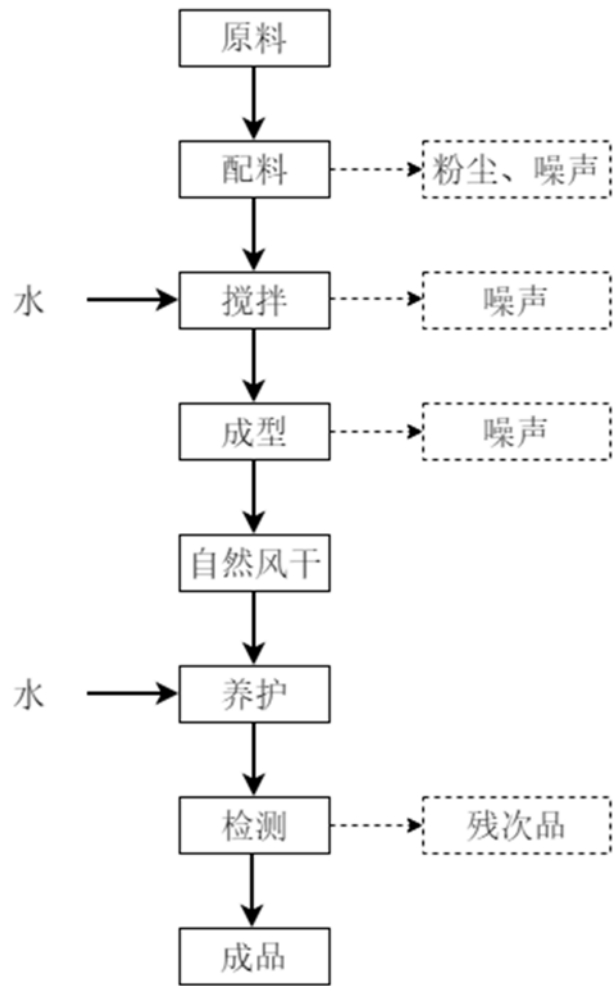 原料
配料
粉尘、噪声
水
搅拌
噪声
成型
噪声
自然风干
水
养护
检测
残次品
成品